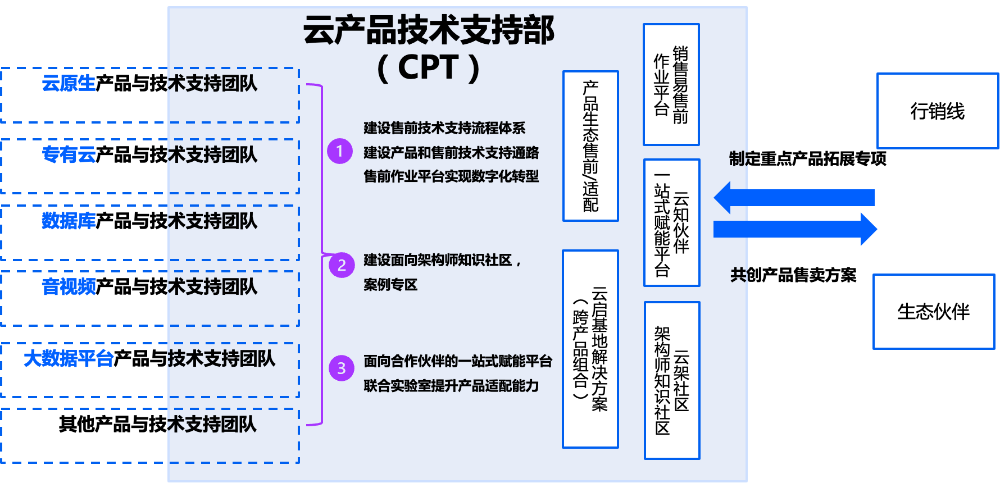 云产品技术支持部
（CPT）
云原生产品与技术支持团队
专有云产品与技术支持团队
数据库产品与技术支持团队
音视频产品与技术支持团队
大数据平台产品与技术支持团队
其他产品与技术支持团队
1
建设售前技术支持流程体系
建设产品和售前技术支持通路
售前作业平台实现数字化转型
2
建设面向架构师知识社区，
案例专区
3
面向合作伙伴的一站式赋能平台
联合实验室提升产品适配能力
产品生态售前/适配
云启基地解决方案
（跨产品组合）
销售易售前
作业平台
云知伙伴
一站式赋能平台
云架社区
架构师知识社区
制定重点产品拓展专项
共创产品售卖方案
行销线
生态伙伴